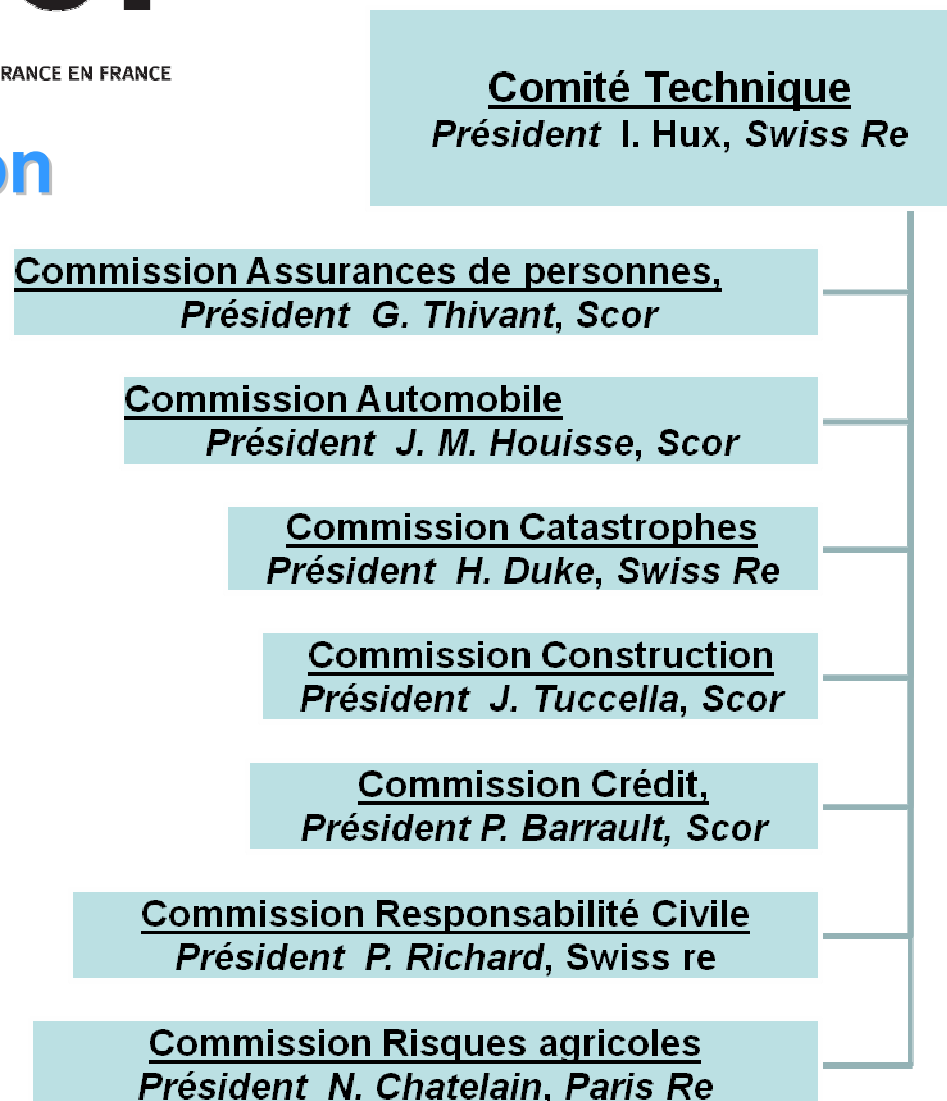 RANCE EN FRANCE
Comité Technique
Président I. Hux, Swiss Re
on
Commission Assurances de personnes,
Président G. Thivant, Scor
Commission Automobile
Président J. M. Houisse, Scor
Commission Catastrophes
Président H. Duke, Swiss Re
Commission Construction
Président J. Tuccella, Scor
Commission Crédit,
Président P. Barrault, Scor
Commission Responsabilité Civile
Président P. Richard, Swiss re
Commission Risques agricoles
Président N. Chatelain, Paris Re